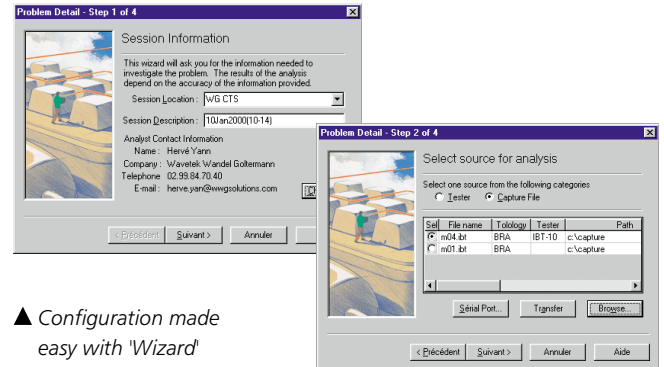 Problem Detail - Step 1 of 4
Session Information
This wizard will ask you for the information needed to
investigate the problem. The results of the analysis
depend on the accuracy of the information provided.
Session Location : WG CTS
Session Description : 10Jan2000(10-14)
Analyst Contact Information
Name : Hervé Yann
Company : Wavetek Wandel Goltermann
Telephone 02.99.84.70.40
E-mail : herve.yan@wwgsolutions.com
< Précédent Suivant > Annuler
Problem Detail - Step 2 of 4
Select source for analysis
Select one source from the following categories
Tester Capture File
Sel File name Tolology Tester Path
m04.ibt BRA IBT-10 c:\capture
m01.ibt BRA c:\capture
Sérial Port... Transfer Browse...
< Précédent Suivant > Annuler Aide
▲ Configuration made
easy with 'Wizard'